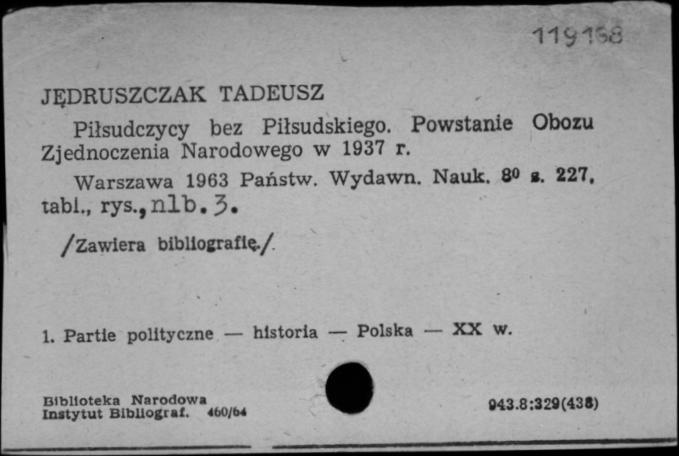 119168
JĘDRUSZCZAK TADEUSZ
Piłsudczycy bez Piłsudskiego. Powstanie Obozu
Zjednoczenia Narodowego w 1937 r.
Warszawa 1963 Państw. Wydawn. Nauk. 8⁰ s. 227,
tabl., rys., nlb. 3.
/Zawiera bibliografię./
1. Partie polityczne — historia — Polska — XX w.
Biblioteka Narodowa
Instytut Bibliograf. 460/64
943.8:329(438)